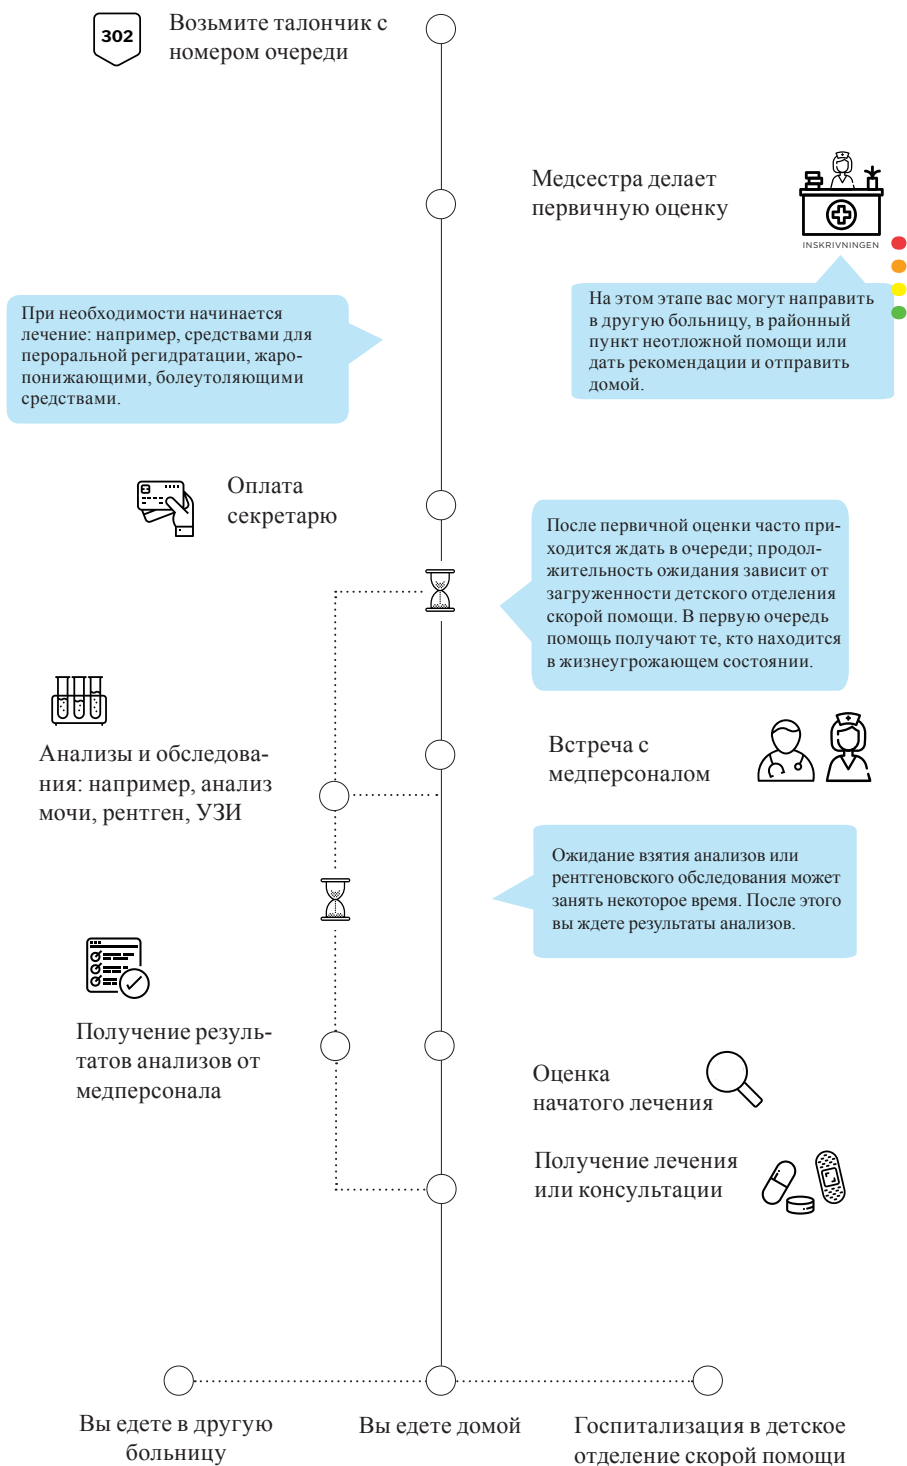 302
Возьмите талончик с
номером очереди
Медсестра делает
первичную оценку
INSKRIVNINGEN
На этом этапе вас могут направить
в другую больницу, в районный
пункт неотложной помощи или
дать рекомендации и отправить
домой.
При необходимости начинается
лечение: например, средствами для
пероральной регидратации, жаро-
понижающими, болеутоляющими
средствами.
Оплата
секретарю
После первичной оценки часто при-
ходится ждать в очереди; продол-
жительность ожидания зависит от
загруженности детского отделения
скорой помощи. В первую очередь
помощь получают те, кто находится
в жизнеугрожающем состоянии.
Встреча с
медперсоналом
Анализы и обследова-
ния: например, анализ
мочи, рентген, УЗИ
Ожидание взятия анализов или
рентгеновского обследования может
занять некоторое время. После этого
вы ждете результаты анализов.
Получение резуль-
татов анализов от
медперсонала
Оценка
начатого лечения
Получение лечения
или консультации
Вы едете в другую
больницу
Вы едете домой
Госпитализация в детское
отделение скорой помощи